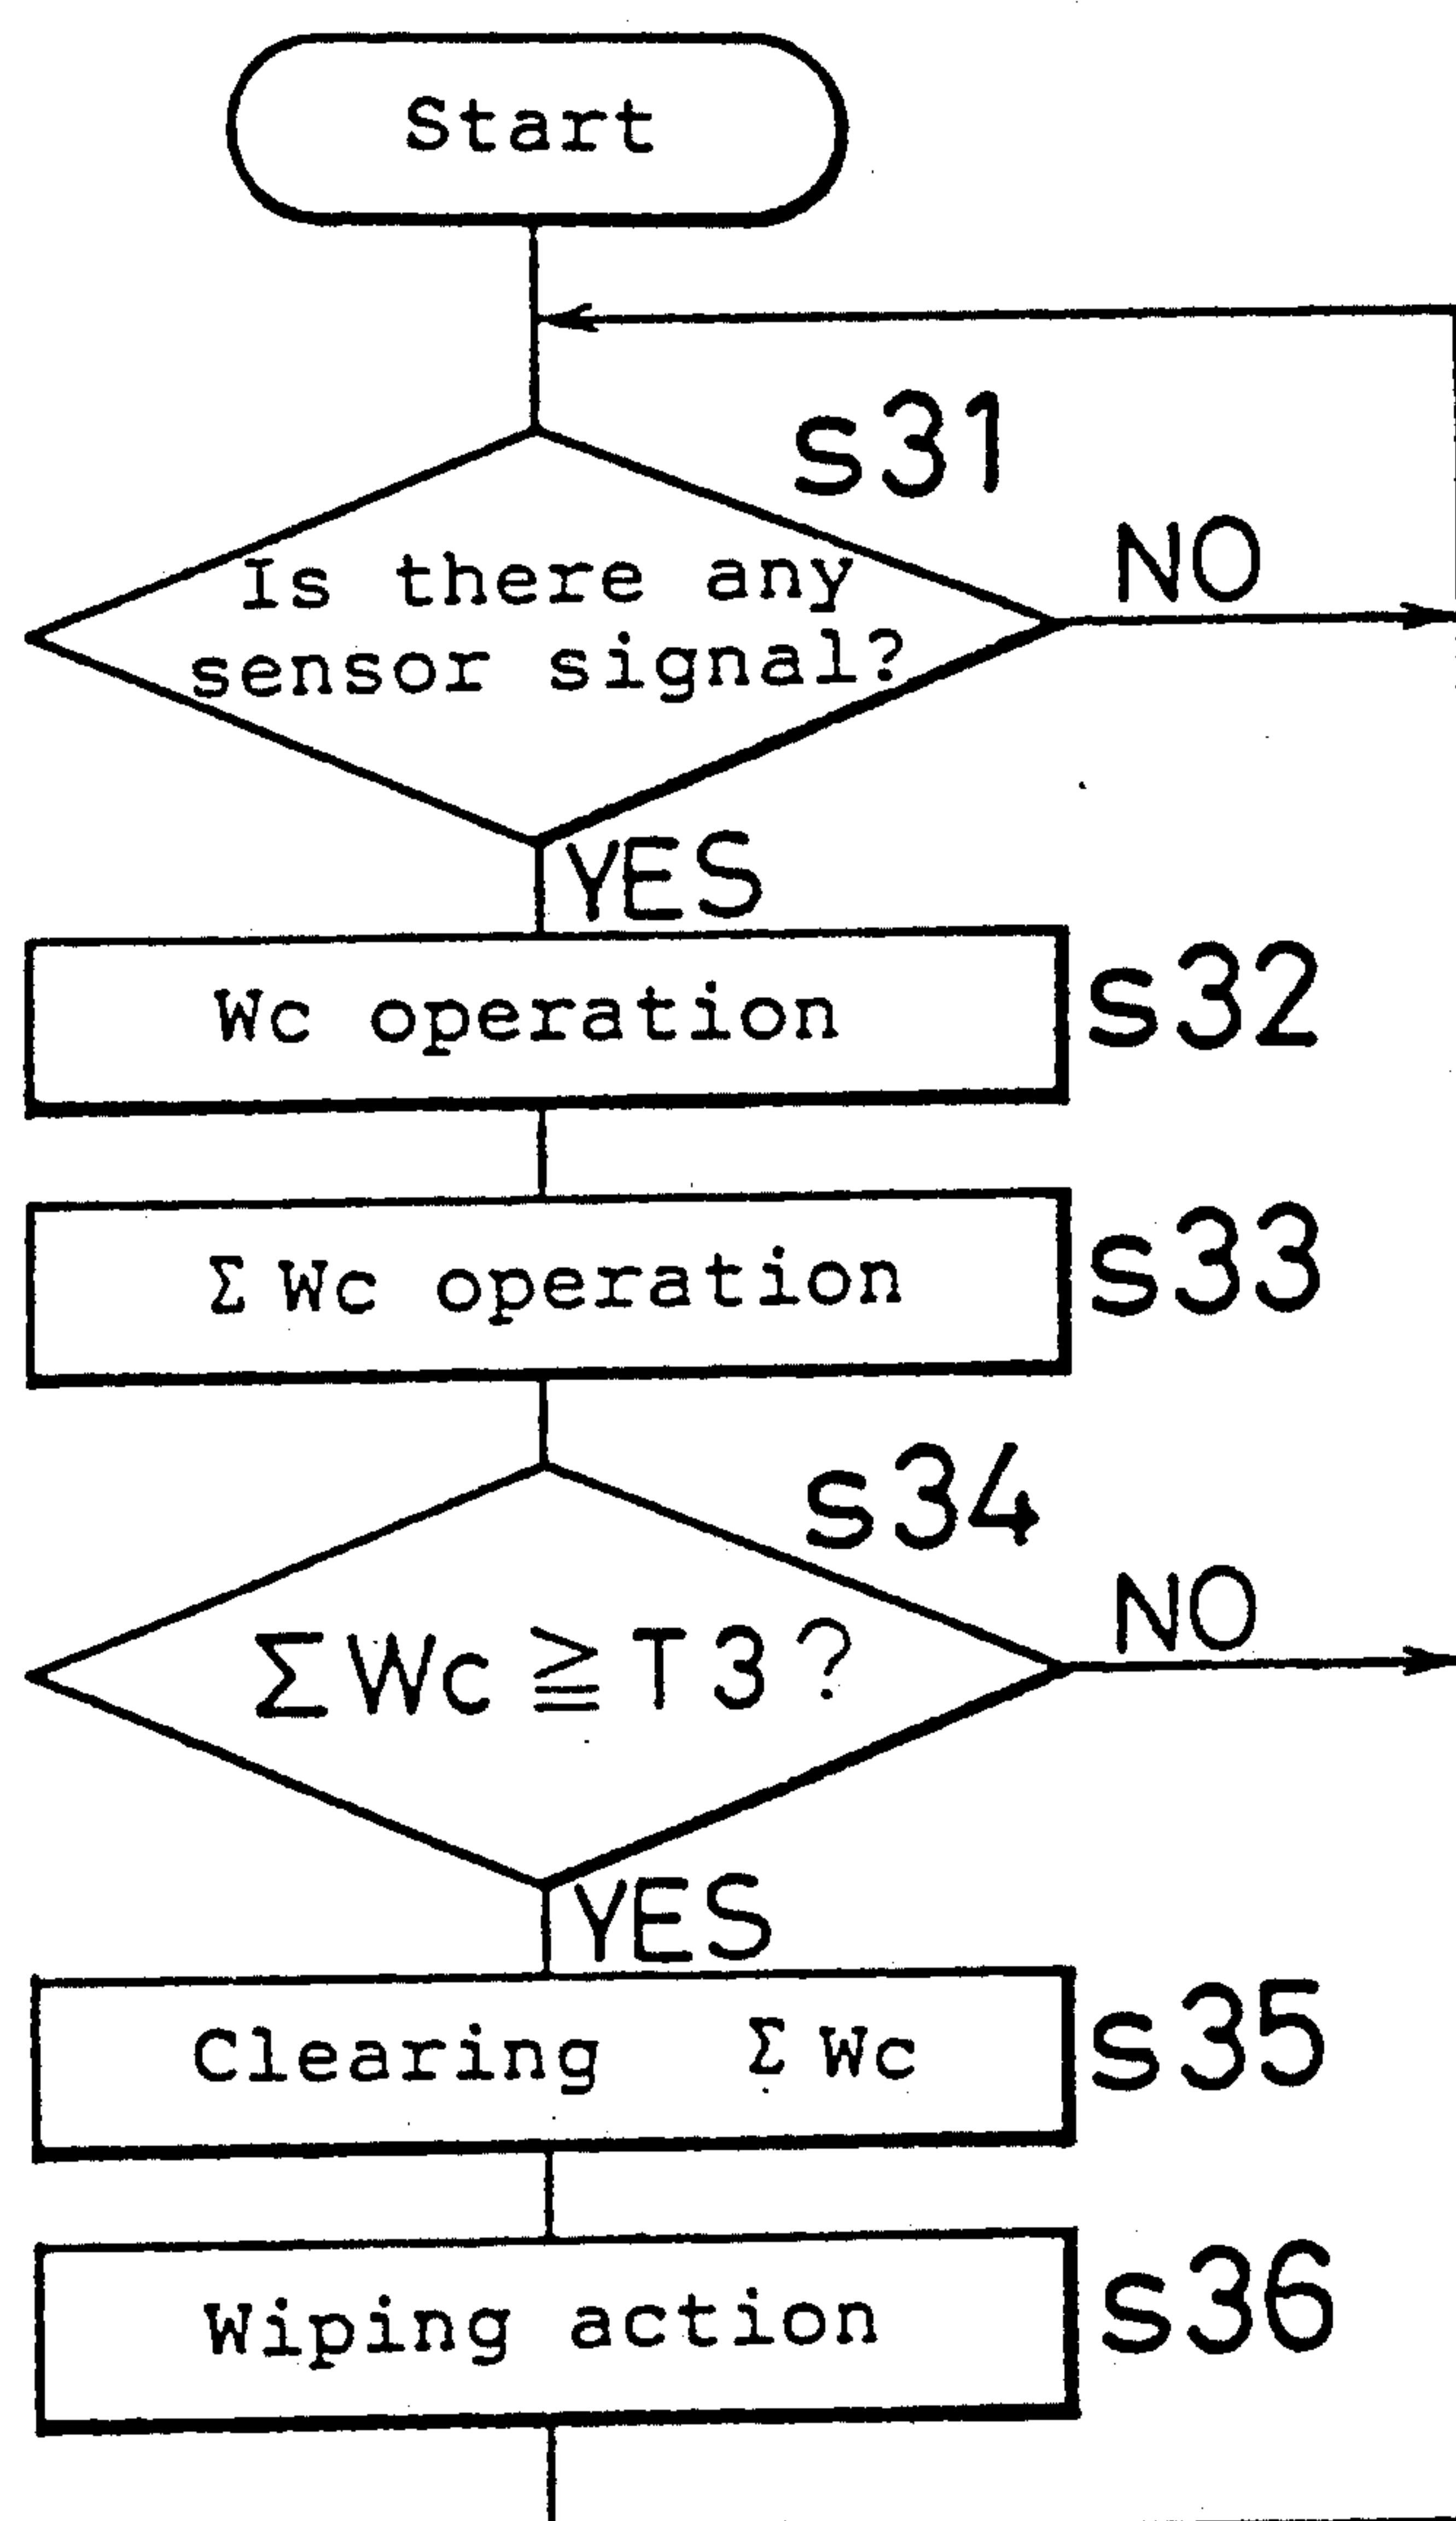 Start
s31
Is there any
sensor signal?
NO
YES
Wc operation
s32
Σ Wc operation
s33
s34
ΣWc ≧ T3?
NO
YES
Clearing Σ Wc
s35
Wiping action
s36